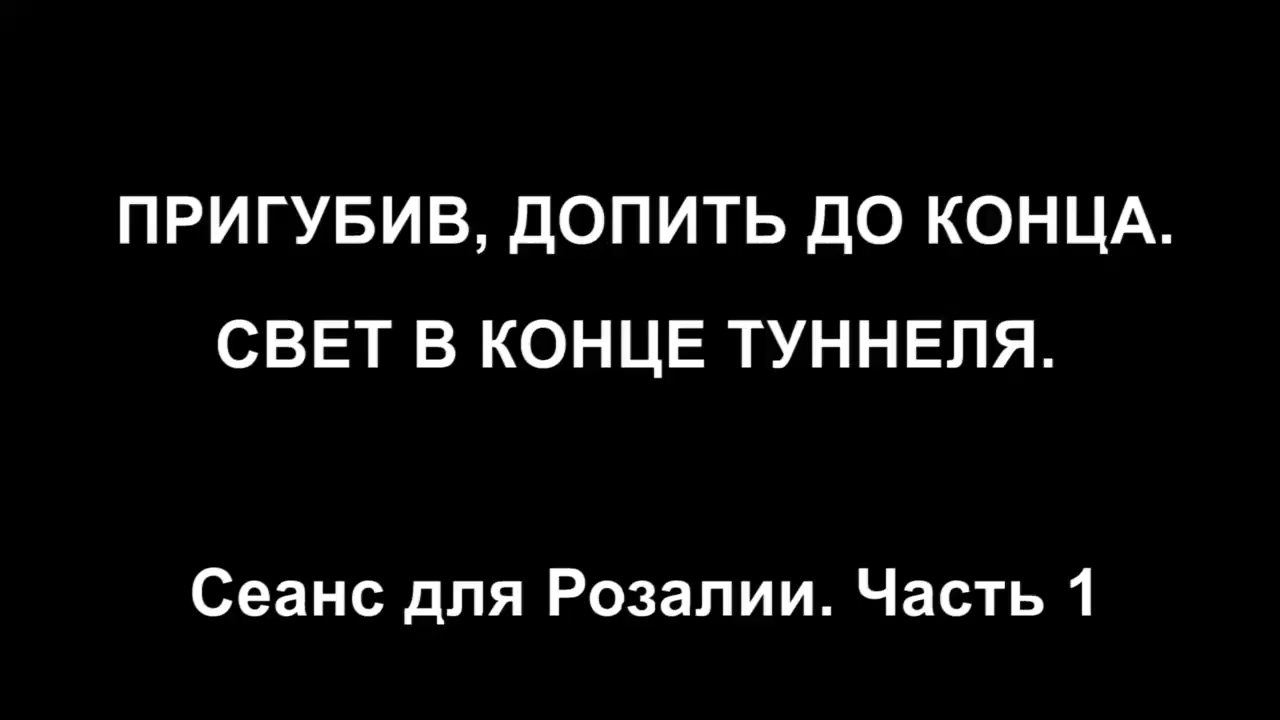 ПРИГУБИВ, ДОПИТЬ ДО КОНЦА.
СВЕТ В КОНЦЕ ТУННЕЛЯ.
Сеанс для Розалии. Часть 1